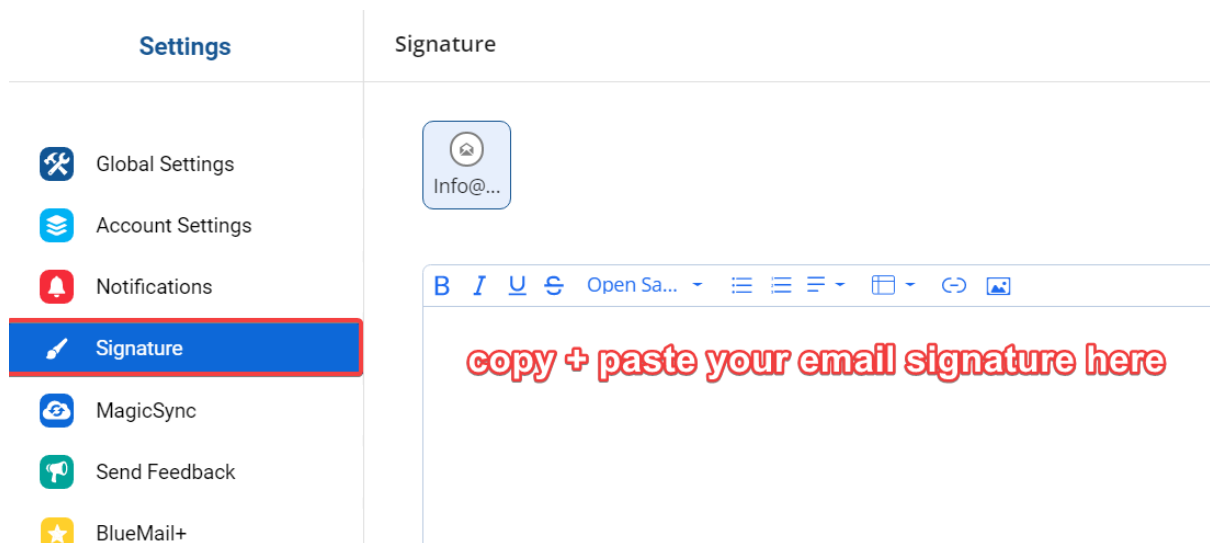 Settings
Signature
Global Settings
Account Settings
Notifications
Signature
MagicSync
Send Feedback
BlueMail+
Info@...
B I U S Open Sa...
copy + paste your email signature here